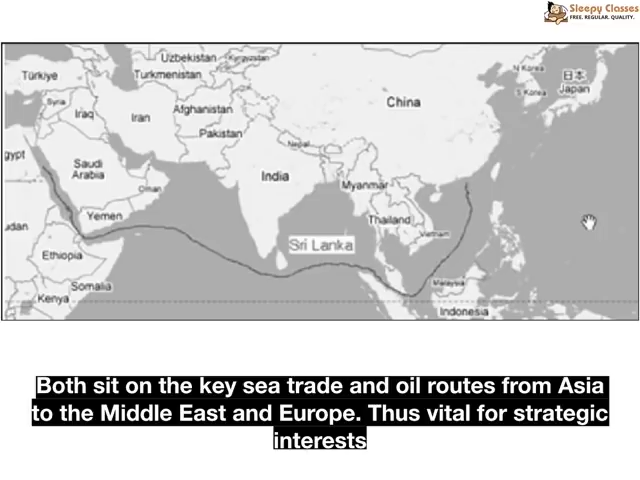 Sleepy Classes
FREE. REGULAR. QUALITY.
Uzbekistan
Kyrgyzstan
Türkiye
Turkmenistan
N Korea
日本
Japan
S Korea
Syria
Afghanistan
China
Iraq
Iran
Pakistan
Nepal
gypt
Saudi
Arabia
India
Myanmar
Oman
Yemen
Thailand
udan
Vietnam
Sri Lanka
Ethiopia
Somalia
Malaysia
Kenya
Indonesia
Both sit on the key sea trade and oil routes from Asia
to the Middle East and Europe. Thus vital for strategic
interests